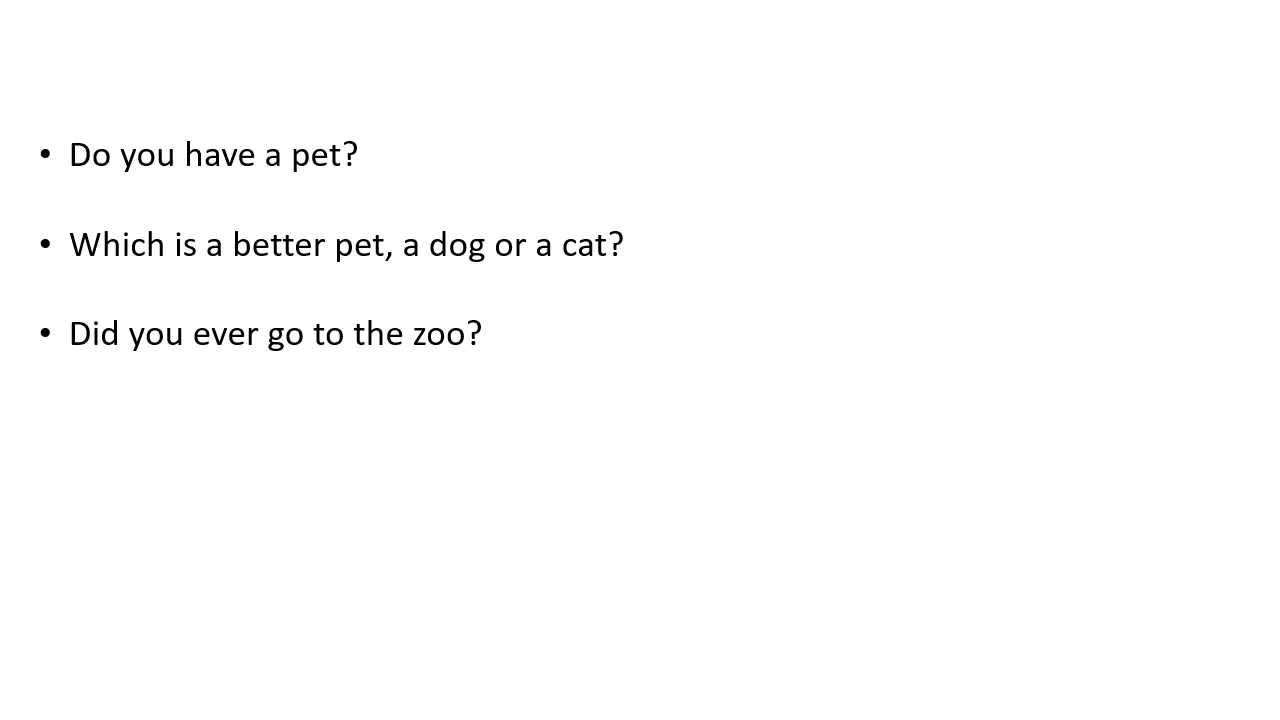 • Do you have a pet?
• Which is a better pet, a dog or a cat?
• Did you ever go to the zoo?